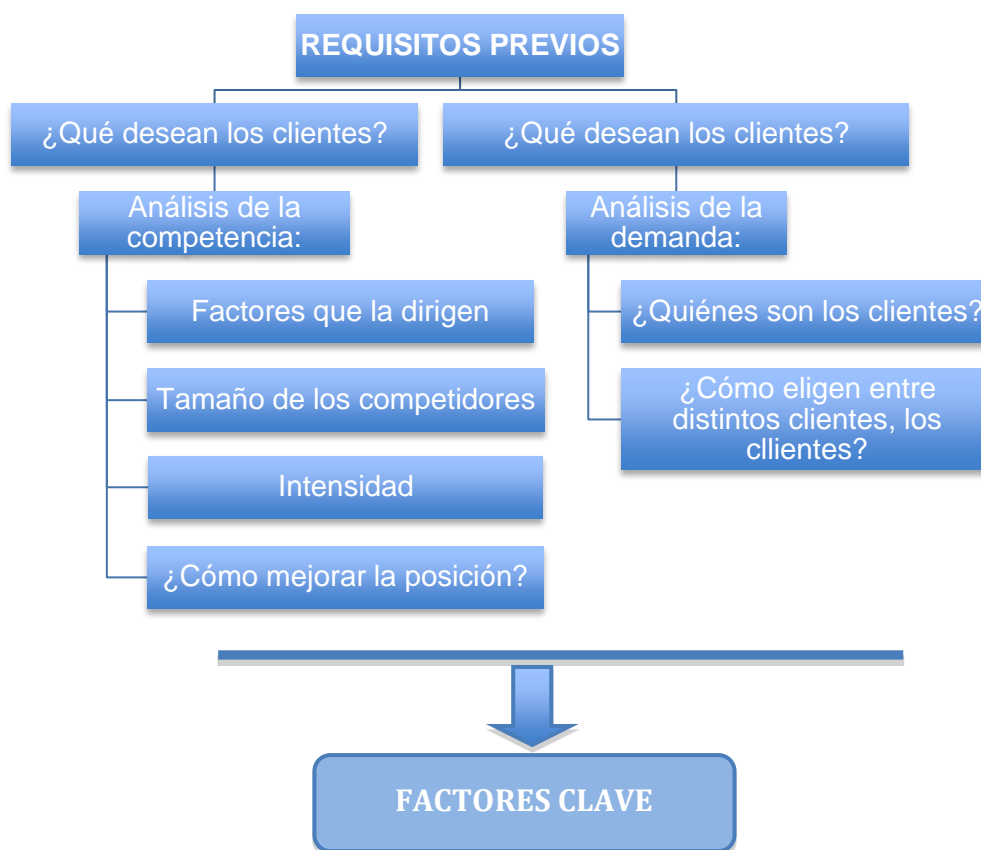 REQUISITOS PREVIOS
¿Qué desean los clientes?
¿Qué desean los clientes?
Análisis de la
competencia:
Análisis de la
demanda:
Factores que la dirigen
¿Quiénes son los clientes?
Tamaño de los competidores
¿Cómo eligen entre
distintos clientes, los
cllientes?
Intensidad
¿Cómo mejorar la posición?
FACTORES CLAVE